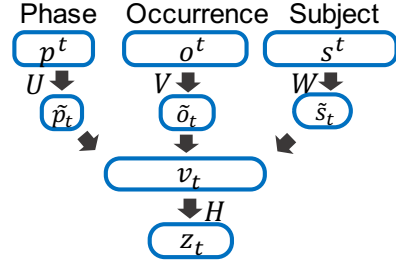 Phase Occurrence Subject
p^t o^t s^t
U V W
p̃_t õ_t s̃_t
v_t
H
z_t